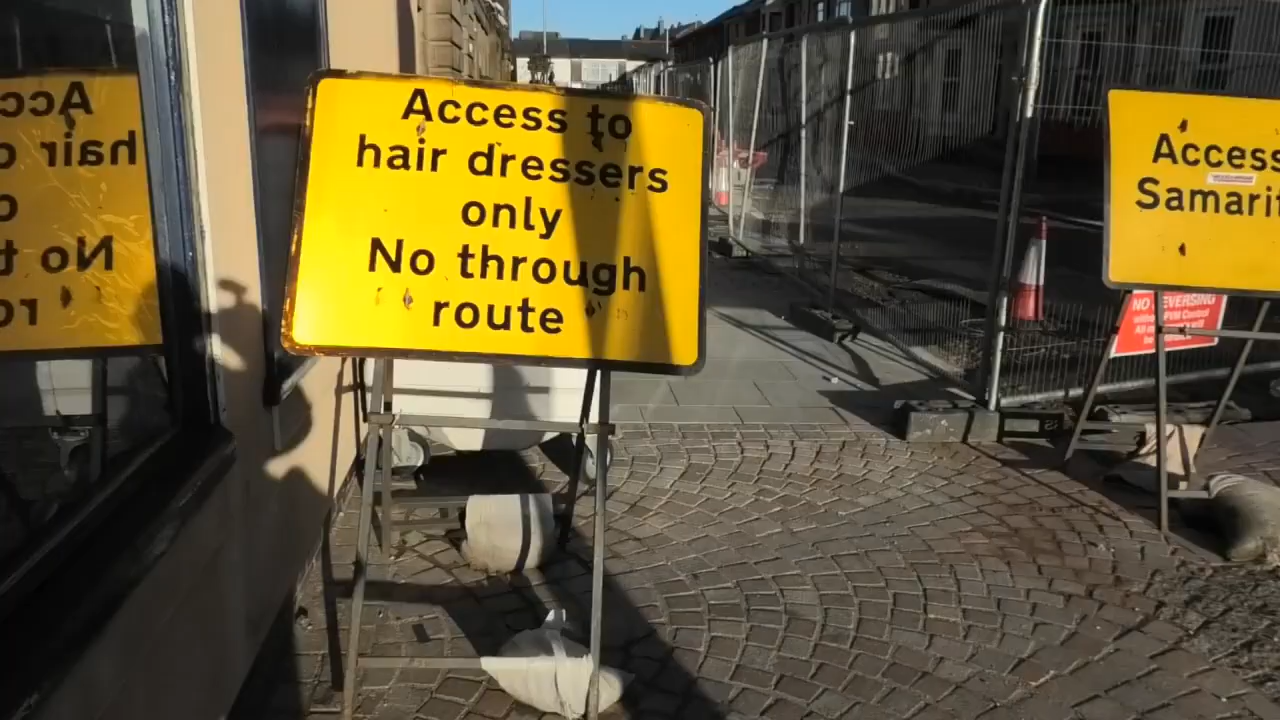 Access to
hair dressers
only
No through
route
Access
Samarit
NO REVERSING